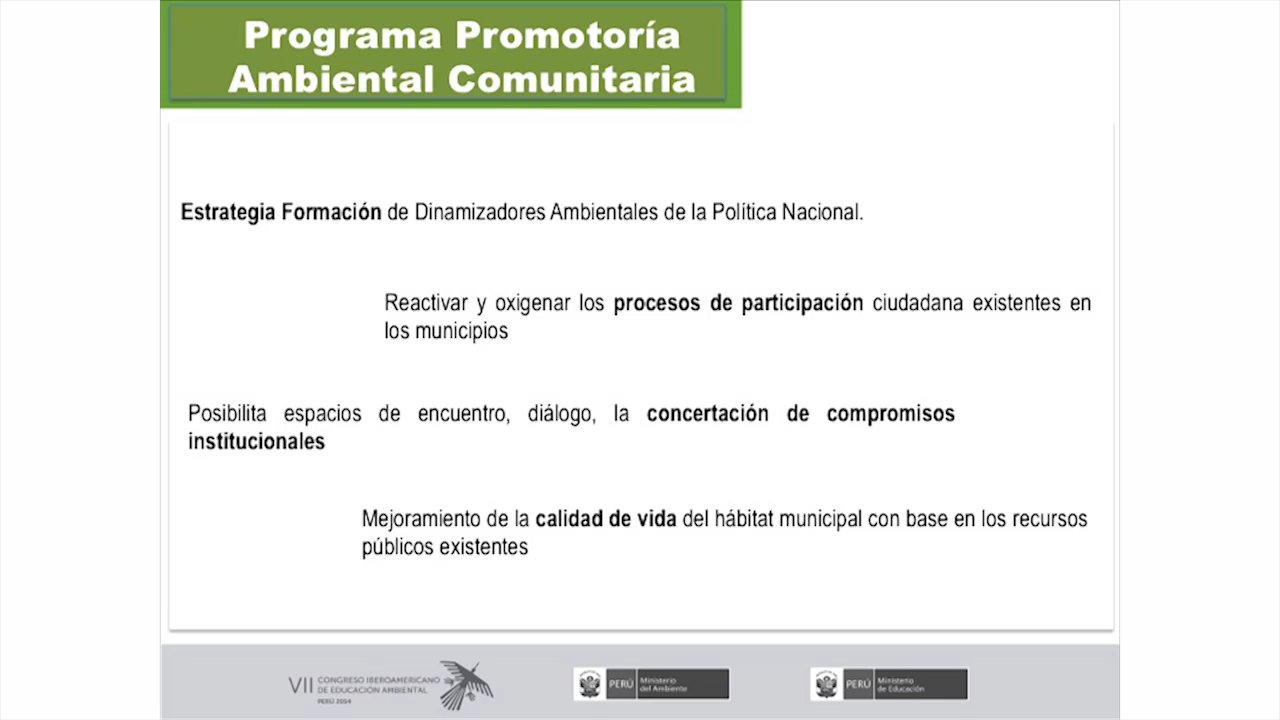 Programa Promotoría
Ambiental Comunitaria
Estrategia Formación de Dinamizadores Ambientales de la Política Nacional.
Reactivar y oxigenar los procesos de participación ciudadana existentes en
los municipios
Posibilita espacios de encuentro, diálogo, la concertación de compromisos
institucionales
Mejoramiento de la calidad de vida del hábitat municipal con base en los recursos
públicos existentes
VII CONGRESO IBEROAMERICANO
DE EDUCACIÓN AMBIENTAL
PERÚ 2014
PERÚ Ministerio
del Ambiente
PERÚ Ministerio
de Educación